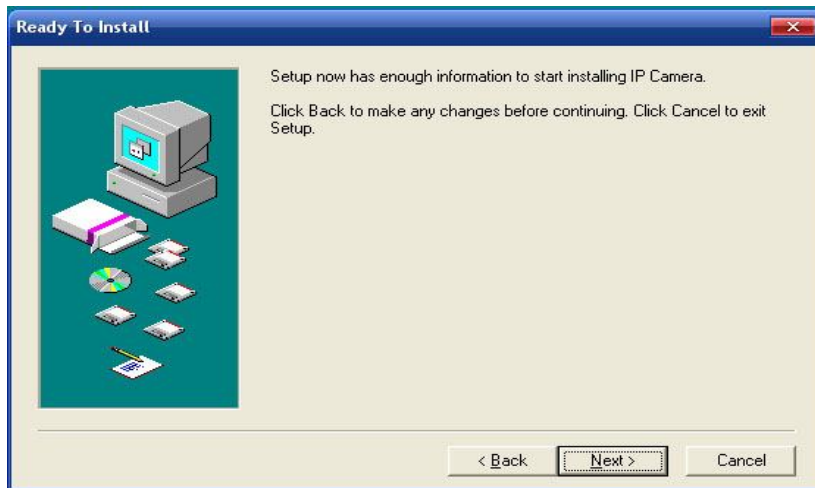 Ready To Install
Setup now has enough information to start installing IP Camera.
Click Back to make any changes before continuing. Click Cancel to exit
Setup.
< Back
Next >
Cancel